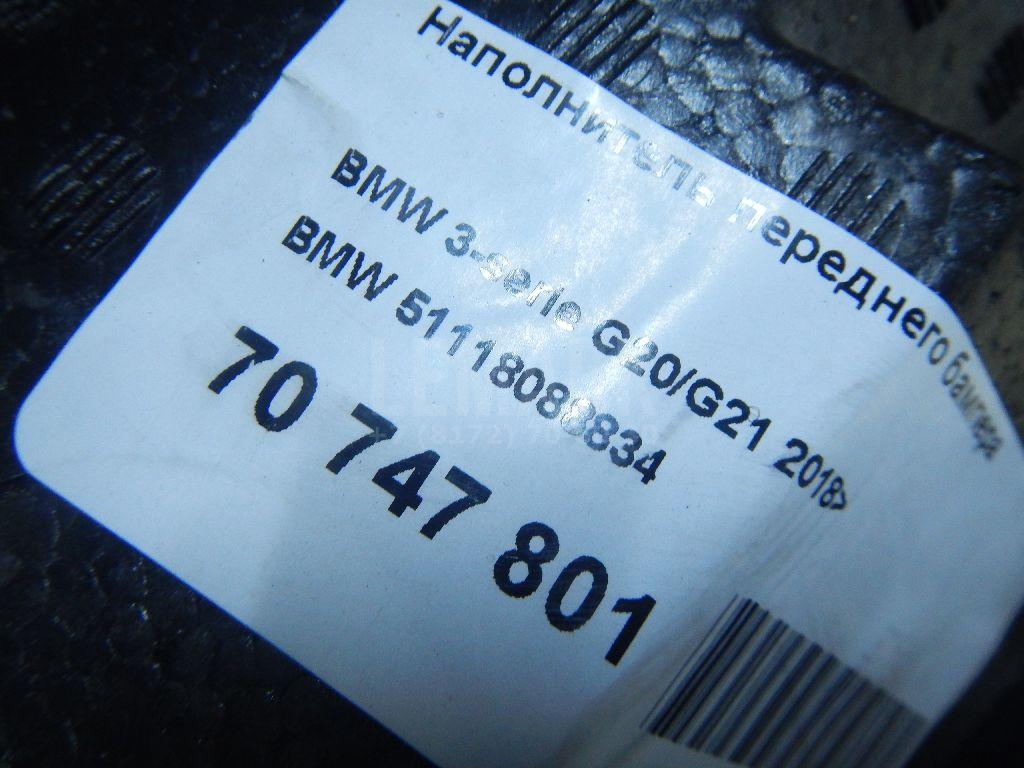 Наполнитель переднего бампера
BMW 3-serie G20/G21 2018>
BMW 51118088834
70 747 801